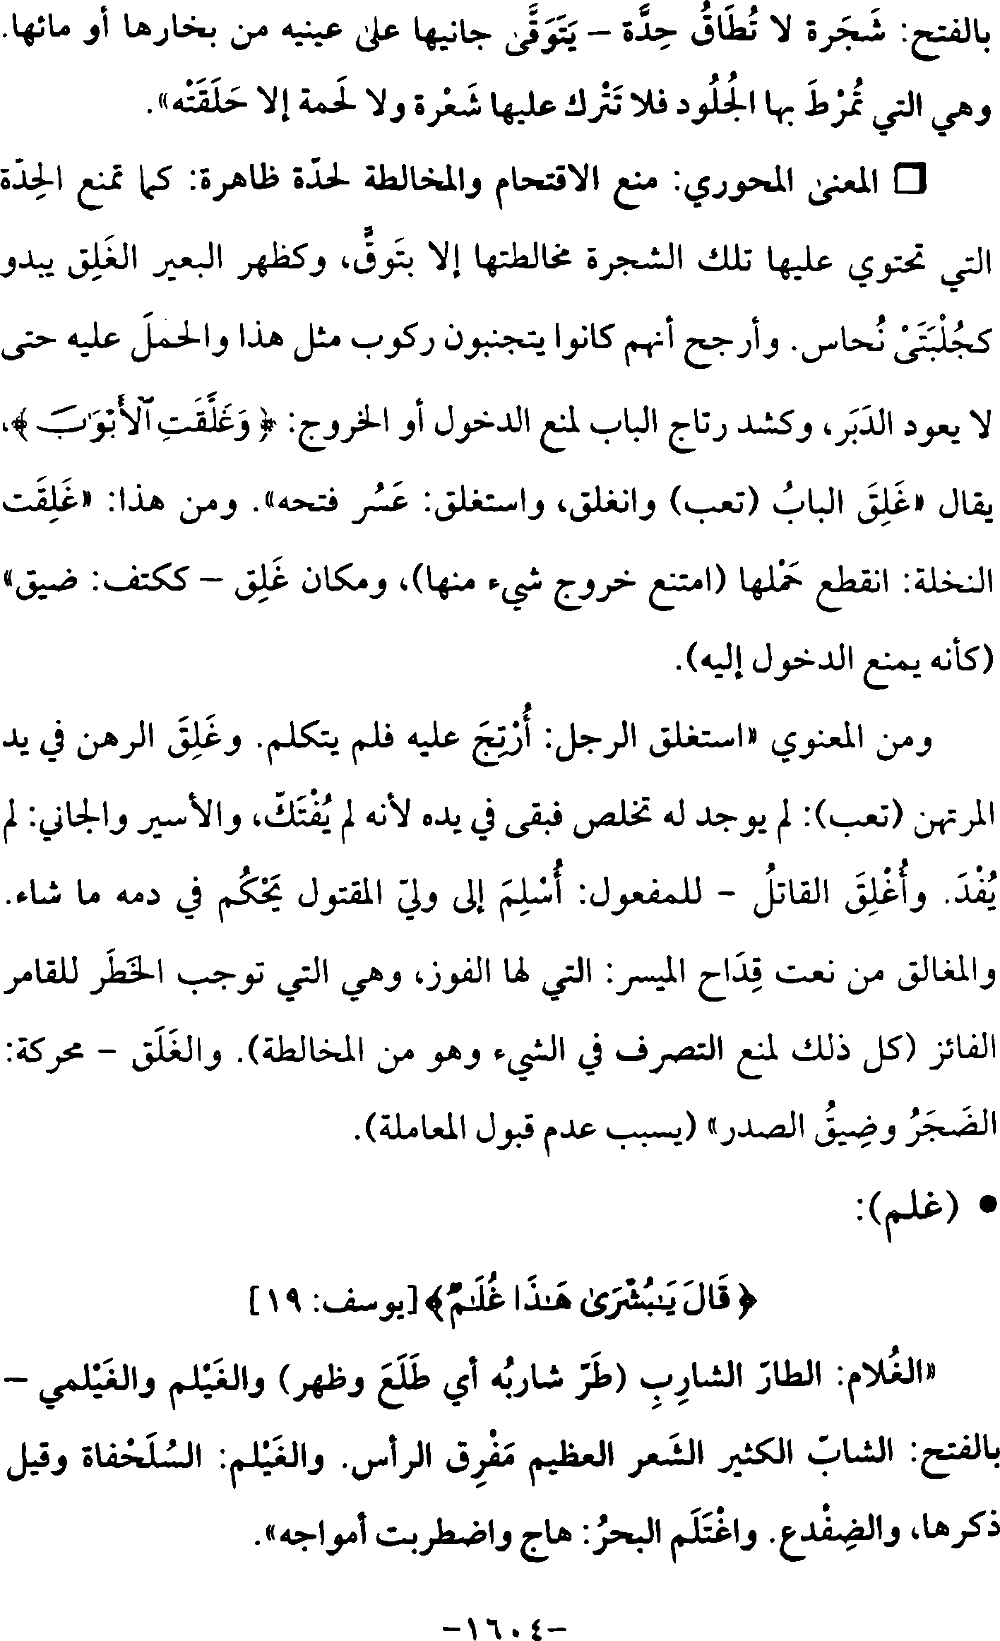 بالفتح: شَجَرة لا تُطَاقُ حِدَّة – يَتَوَقَّىٰ جانيها علىٰ عينيه من بخارها أو مائها.
وهي التي تُمْرَطَ بها الجُلُود فلا تَتْرك عليها شَعْرة ولا لَحمة إلا حَلَقَتْه».
□ المعنىٰ المحوري: منع الاقتحام والمخالطة لحدّة ظاهرة: كما تمنع الحِدّة
التي تحتوي عليها تلك الشجرة مخالطتها إلا بتَوقٍّ، وكظهر البعير الغَلِق يبدو
كجُلْبَتَىْ نُحاس. وأرجح أنهم كانوا يتجنبون ركوب مثل هذا والحملَ عليه حتى
لا يعود الدَبَر، وكشد رتاج الباب لمنع الدخول أو الخروج: ﴿وَغَلَّقَتِ ٱلْأَبْوَٰبَ﴾،
يقال «غَلِقَ البابُ (تعب) وانغلق، واستغلق: عَسُر فتحه». ومن هذا: «غَلِقَت
النخلة: انقطع حَمْلها (امتنع خروج شيء منها)، ومكان غَلِق – ككتف: ضيق»
(كأنه يمنع الدخول إليه).
ومن المعنوي «استغلق الرجل: أُرْتِجَ عليه فلم يتكلم. وغَلِقَ الرهن في يد
المرتهن (تعب): لم يوجد له تخلص فبقى في يده لأنه لم يُفْتَكّ، والأسير والجاني: لم
يُفْدَ. وأُغْلِقَ القاتلُ – للمفعول: أُسْلِمَ إلى وليّ المقتول يَحْكُم في دمه ما شاء.
والمغالق من نعت قِدَاح الميسر: التي لها الفوز، وهي التي توجب الخَطَر للقامر
الفائز (كل ذلك لمنع التصرف في الشيء وهو من المخالطة). والغَلَق – محركة:
الضَجَرُ وضِيقُ الصدر» (يسبب عدم قبول المعاملة).
• (غلم):
﴿قَالَ يَـٰبُشْرَىٰ هَـٰذَا غُلَـٰمٌ﴾ [يوسف: ١٩]
«الغُلام: الطارّ الشارِبِ (طَرّ شاربُه أي طَلَعَ وظهر) والغَيْلم والغَيْلمي –
بالفتح: الشابّ الكثير الشَعر العظيم مَفْرِق الرأس. والغَيْلم: السُلَحْفاة وقيل
ذكرها، والضِفْدع. واغْتَلَم البحرُ: هاج واضطربت أمواجه».
-١٦٠٤-